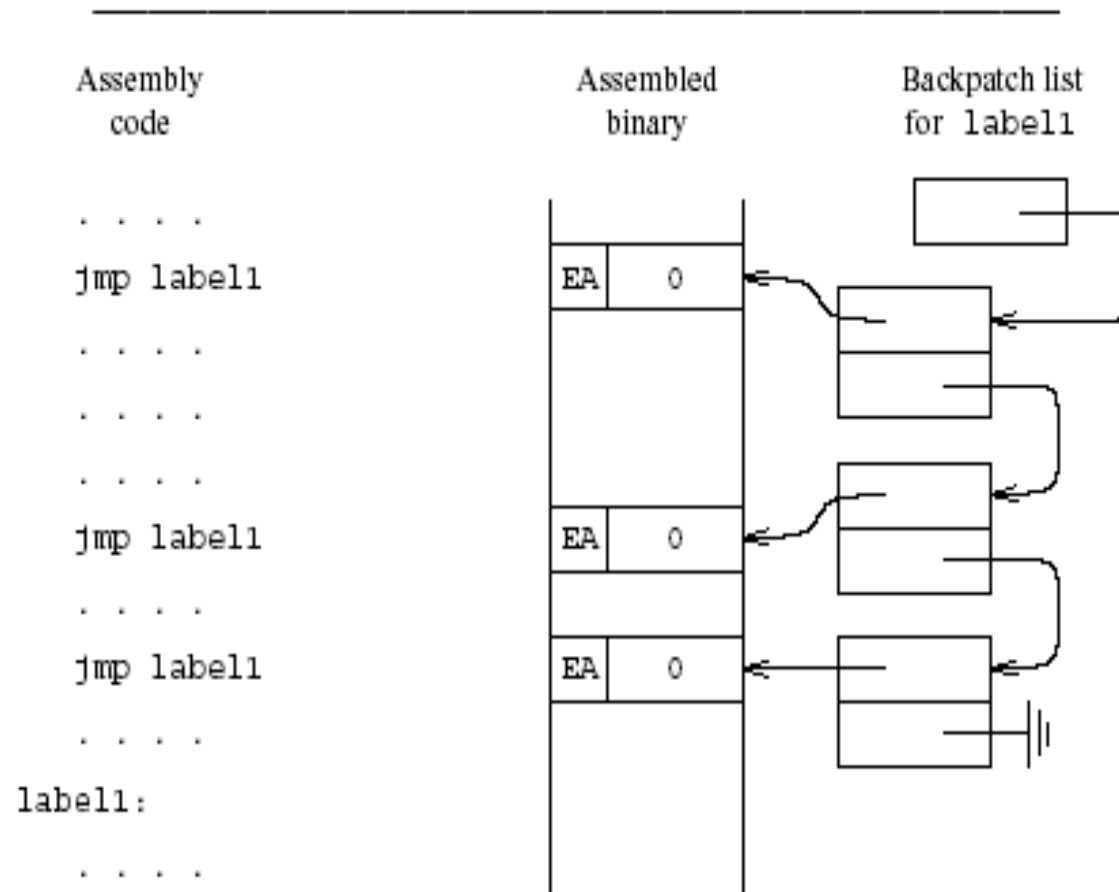 Assembly
code
Assembled
binary
Backpatch list
for label1
. . . .
jmp label1
EA 0
. . . .
. . . .
. . . .
jmp label1
EA 0
. . . .
jmp label1
EA 0
. . . .
label1:
. . . .